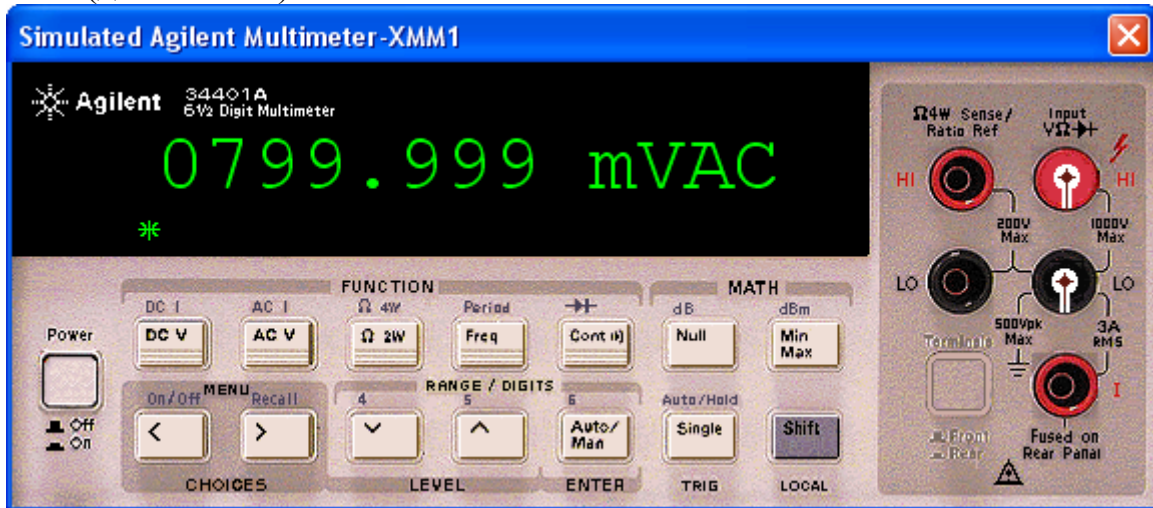 Simulated Agilent Multimeter-XMM1
Agilent 34401A
6½ Digit Multimeter
0799.999 mVAC
Ω4W Sense/
Ratio Ref
Input
VΩ
HI
HI
200V
Max
1000V
Max
LO
LO
500Vpk
Max
3A
RMS
Terminals
I
Front
Rear
Fused on
Rear Panal
FUNCTION
MATH
DC I
AC I
Ω 4W
Period
dB
dBm
Power
DC V
AC V
Ω 2W
Freq
Cont
Null
Min
Max
MENU
RANGE / DIGITS
On/Off
Recall
4
5
6
Auto/Hold
Off
On
<
>
Auto/
Man
Single
Shift
CHOICES
LEVEL
ENTER
TRIG
LOCAL